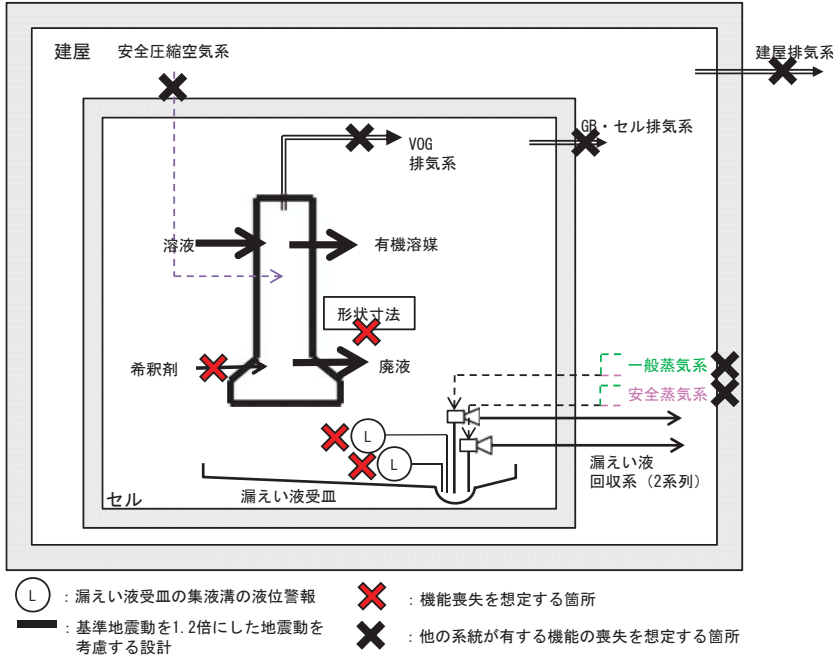 建屋
安全圧縮空気系
建屋排気系
GB・セル排気系
VOG
排気系
溶液
有機溶媒
形状寸法
希釈剤
廃液
一般蒸気系
安全蒸気系
L
L
漏えい液
回収系（2系列）
漏えい液受皿
セル
L
：漏えい液受皿の集液溝の液位警報
：機能喪失を想定する箇所
：基準地震動を1.2倍にした地震動を
考慮する設計
：他の系統が有する機能の喪失を想定する箇所